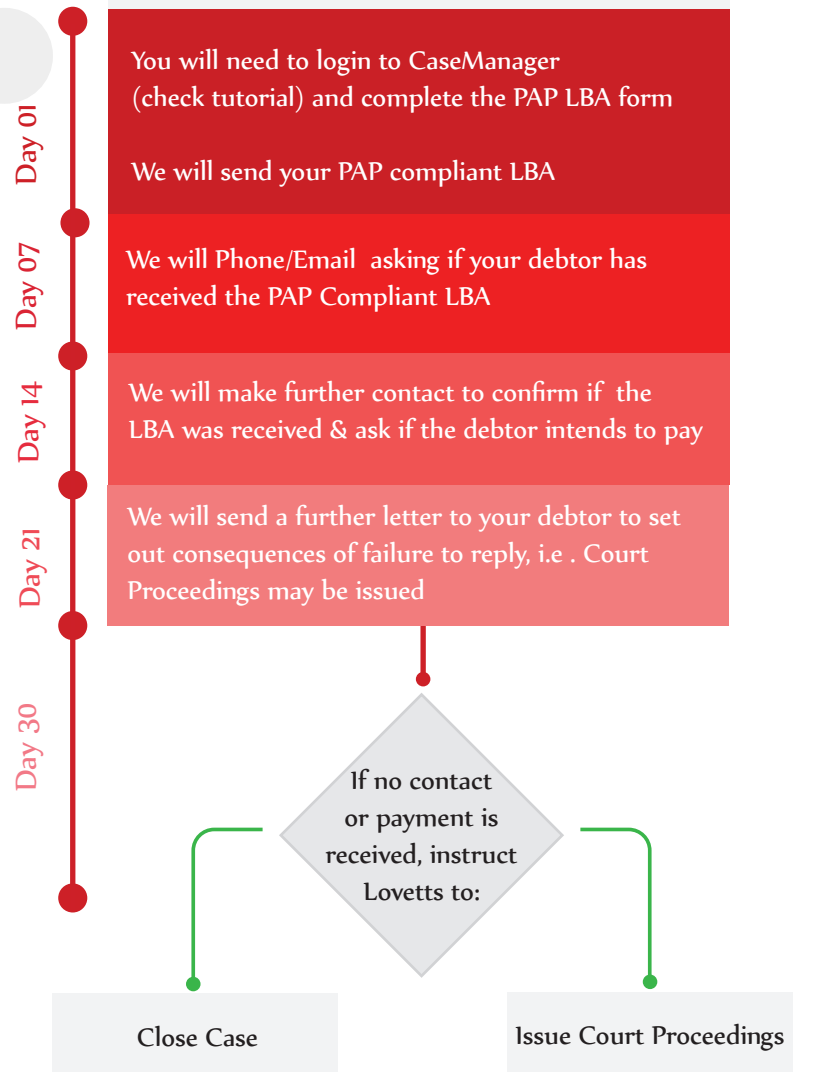 Day 01
You will need to login to CaseManager
(check tutorial) and complete the PAP LBA form
We will send your PAP compliant LBA
Day 07
We will Phone/Email asking if your debtor has
received the PAP Compliant LBA
Day 14
We will make further contact to confirm if the
LBA was received & ask if the debtor intends to pay
Day 21
We will send a further letter to your debtor to set
out consequences of failure to reply, i.e . Court
Proceedings may be issued
Day 30
If no contact
or payment is
received, instruct
Lovetts to:
Close Case
Issue Court Proceedings